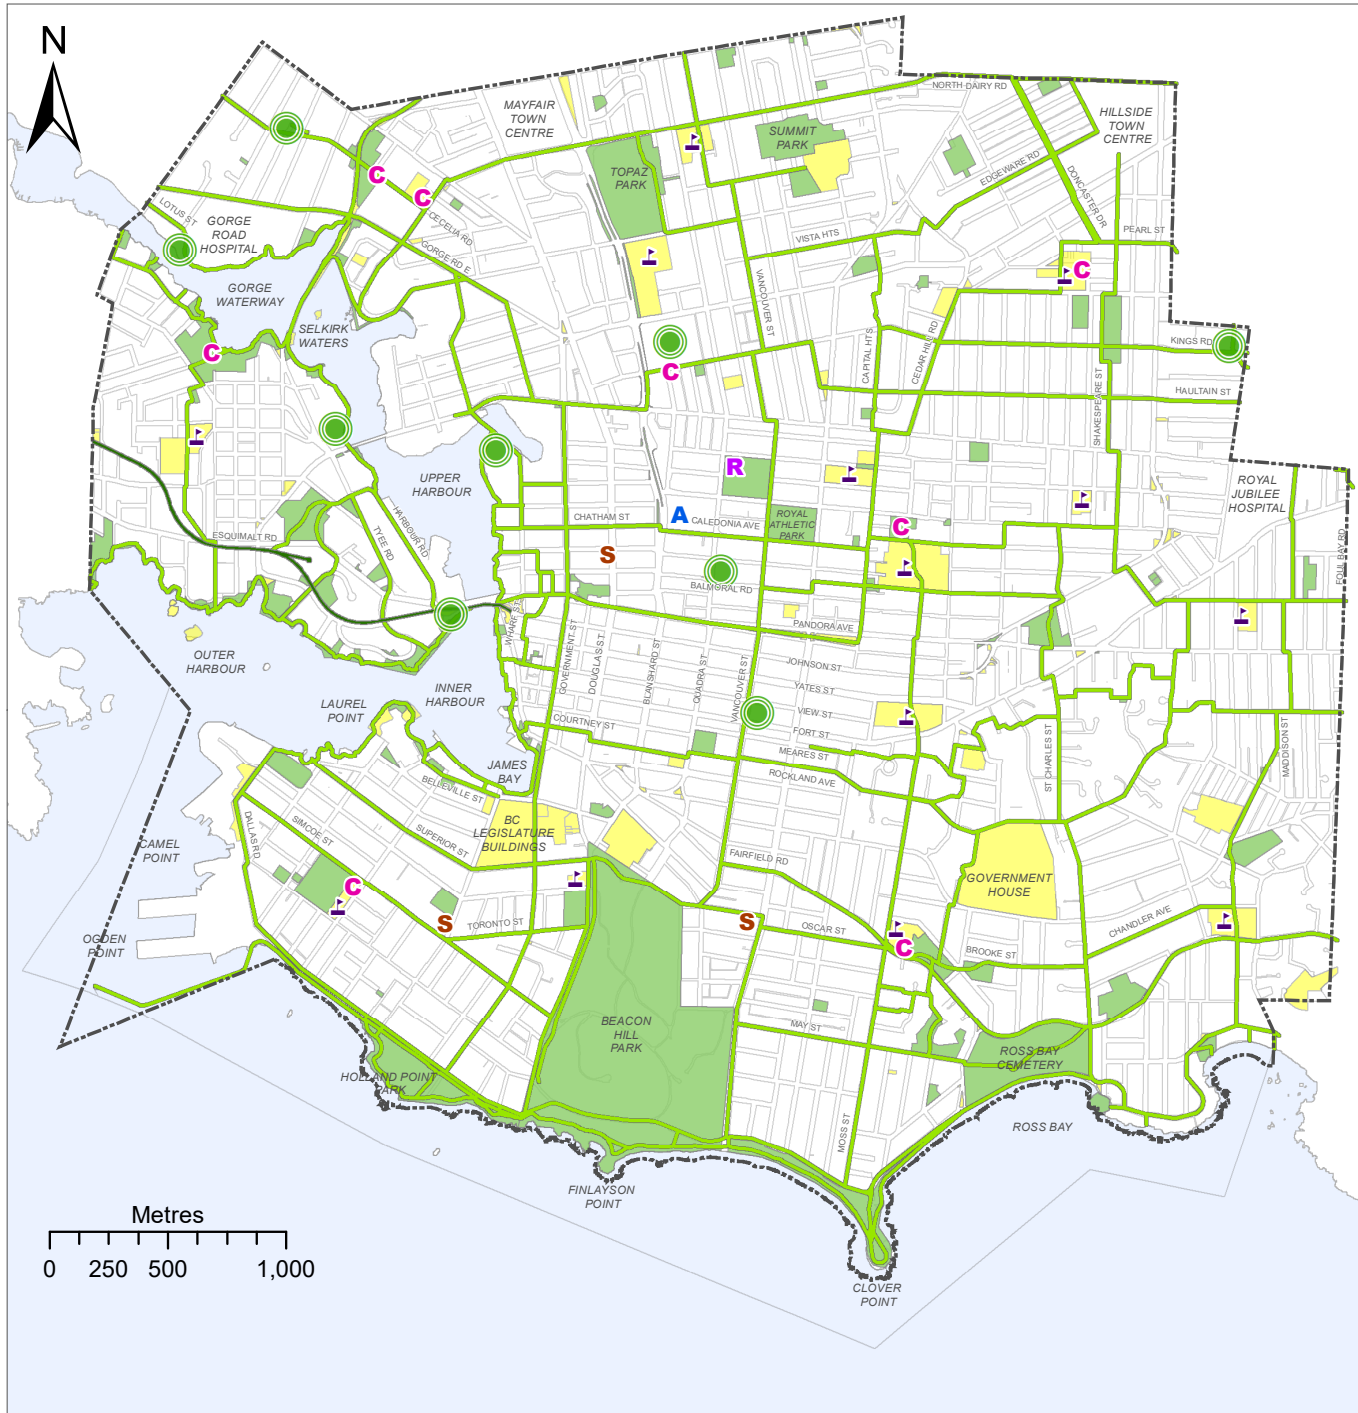 N
NORTH DAIRY RD
MAYFAIR
TOWN
CENTRE
HILLSIDE
TOWN
CENTRE
SUMMIT
PARK
TOPAZ
PARK
EDGEWARE RD
DONCASTER DR
C
C
LOTUS ST
GORGE
ROAD
HOSPITAL
CECELIA RD
GORGE RD E
VISTA HTS
PEARL ST
C
VANCOUVER ST
GORGE
WATERWAY
SELKIRK
WATERS
C
C
CAPITAL HTS
CEDAR HILL RD
KINGS RD
HAULTAIN ST
SHAKESPEARE ST
UPPER
HARBOUR
R
ROYAL
JUBILEE
HOSPITAL
CHATHAM ST
A
CALEDONIA AVE
ROYAL
ATHLETIC
PARK
C
ESQUIMALT RD
TYEE RD
HARBOUR RD
S
BALMORAL RD
FOUL BAY RD
WHARF ST
PANDORA AVE
OUTER
HARBOUR
GOVERNMENT ST
DOUGLAS ST
BLANSHARD ST
QUADRA ST
VANCOUVER ST
JOHNSON ST
YATES ST
VIEW ST
FORT ST
INNER
HARBOUR
LAUREL
POINT
COURTNEY ST
MEARES ST
ROCKLAND AVE
ST CHARLES ST
MADDISON ST
JAMES
BAY
BELLEVILLE ST
BC
LEGISLATURE
BUILDINGS
SUPERIOR ST
SIMCOE ST
DALLAS RD
CAMEL
POINT
FAIRFIELD RD
GOVERNMENT
HOUSE
C
S
TORONTO ST
S
OSCAR ST
C
BROOKE ST
CHANDLER AVE
OGDEN
POINT
BEACON
HILL
PARK
MAY ST
ROSS BAY
CEMETERY
HOLLAND POINT
PARK
MOSS ST
ROSS BAY
FINLAYSON
POINT
CLOVER
POINT
Metres
0 250 500 1,000